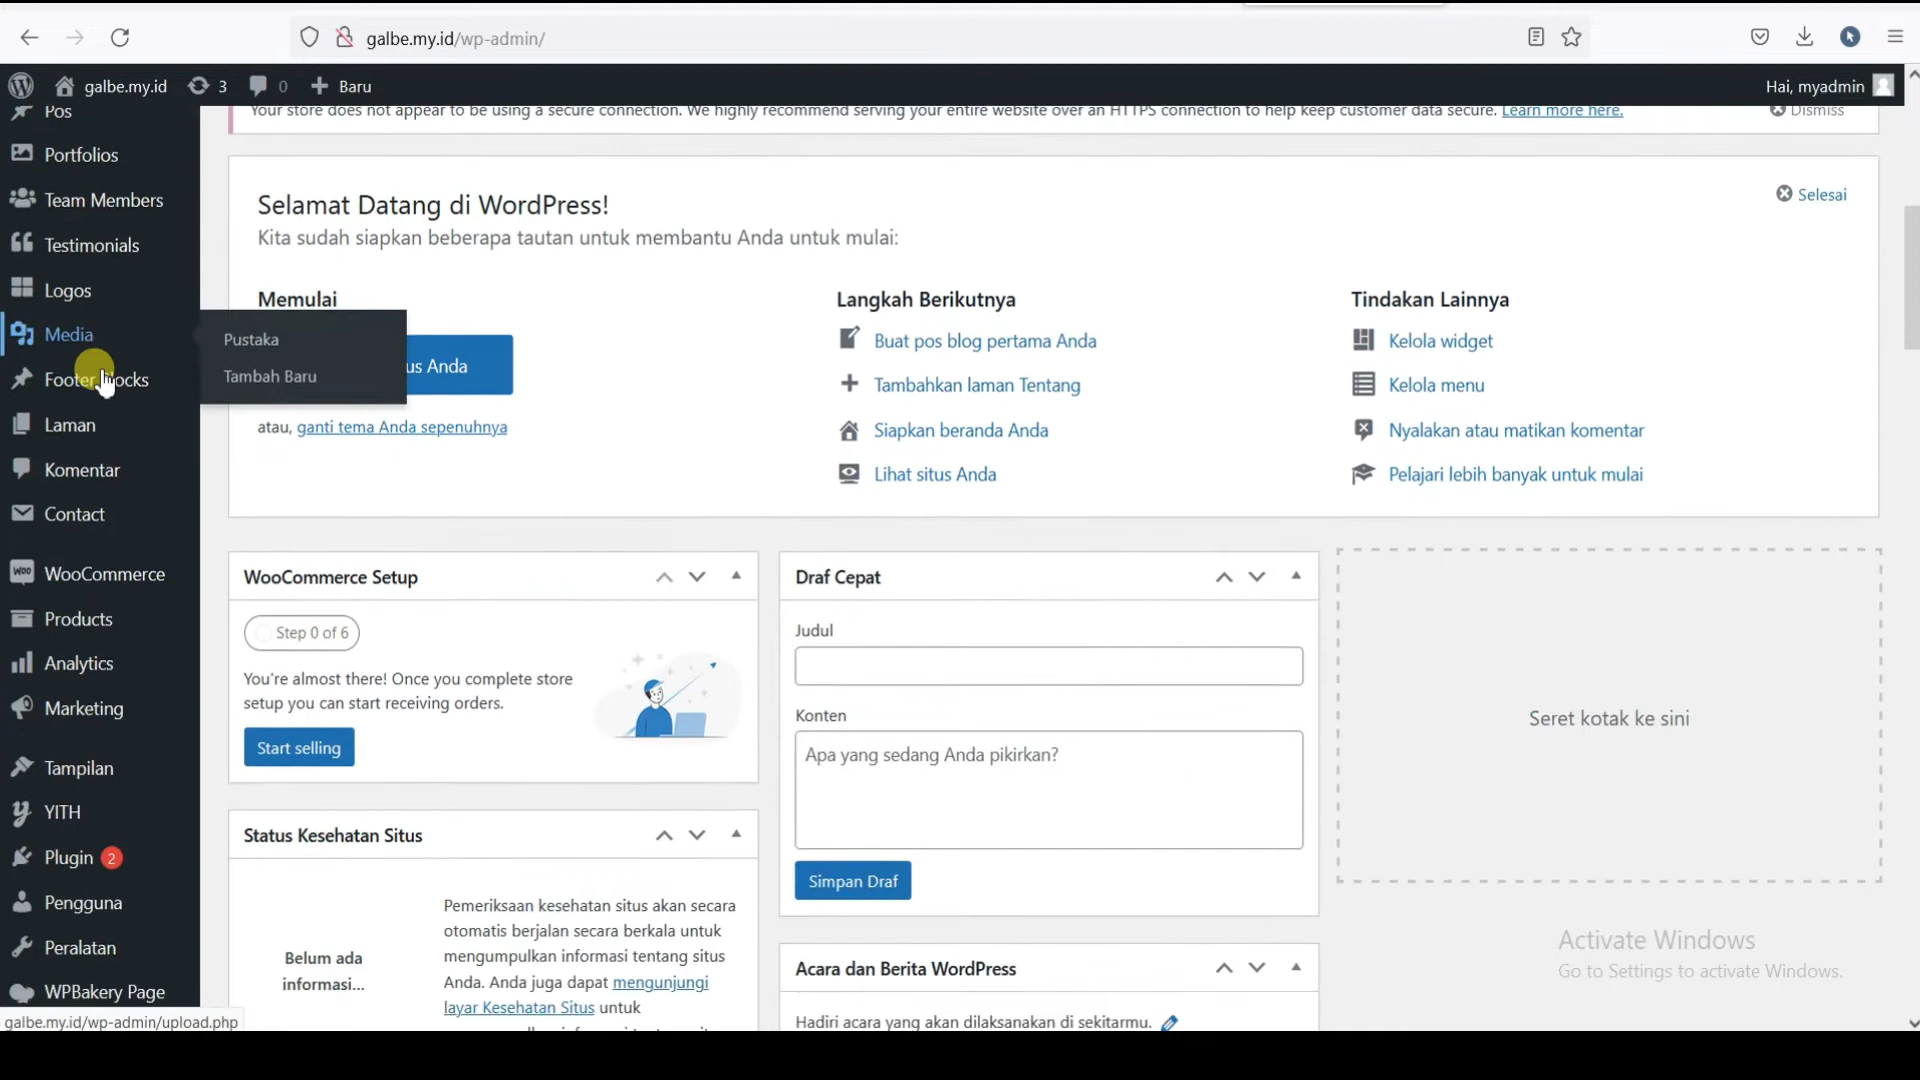 galbe.my.id/wp-admin/
galbe.my.id 3 0 Baru
Hai, myadmin
Pos
Portfolios
Team Members
Testimonials
Logos
Media
Pustaka
Tambah Baru
Laman
Komentar
Contact
WooCommerce
Products
Analytics
Marketing
Tampilan
YITH
Plugin 2
Pengguna
Peralatan
WPBakery Page
galbe.my.id/wp-admin/upload.php
Your store does not appear to be using a secure connection. We highly recommend serving your entire website over an HTTPS connection to help keep customer data secure. Learn more here.
Dismiss
Selamat Datang di WordPress!
Selesai
Kita sudah siapkan beberapa tautan untuk membantu Anda untuk mulai:
Memulai
us Anda
atau, ganti tema Anda sepenuhnya
Langkah Berikutnya
Buat pos blog pertama Anda
Tambahkan laman Tentang
Siapkan beranda Anda
Lihat situs Anda
Tindakan Lainnya
Kelola widget
Kelola menu
Nyalakan atau matikan komentar
Pelajari lebih banyak untuk mulai
WooCommerce Setup
Step 0 of 6
You're almost there! Once you complete store
setup you can start receiving orders.
Start selling
Status Kesehatan Situs
Belum ada
informasi...
Pemeriksaan kesehatan situs akan secara
otomatis berjalan secara berkala untuk
mengumpulkan informasi tentang situs
Anda. Anda juga dapat mengunjungi
layar Kesehatan Situs untuk
Draf Cepat
Judul
Konten
Apa yang sedang Anda pikirkan?
Simpan Draf
Acara dan Berita WordPress
Hadiri acara yang akan dilaksanakan di sekitarmu.
Seret kotak ke sini
Activate Windows
Go to Settings to activate Windows.